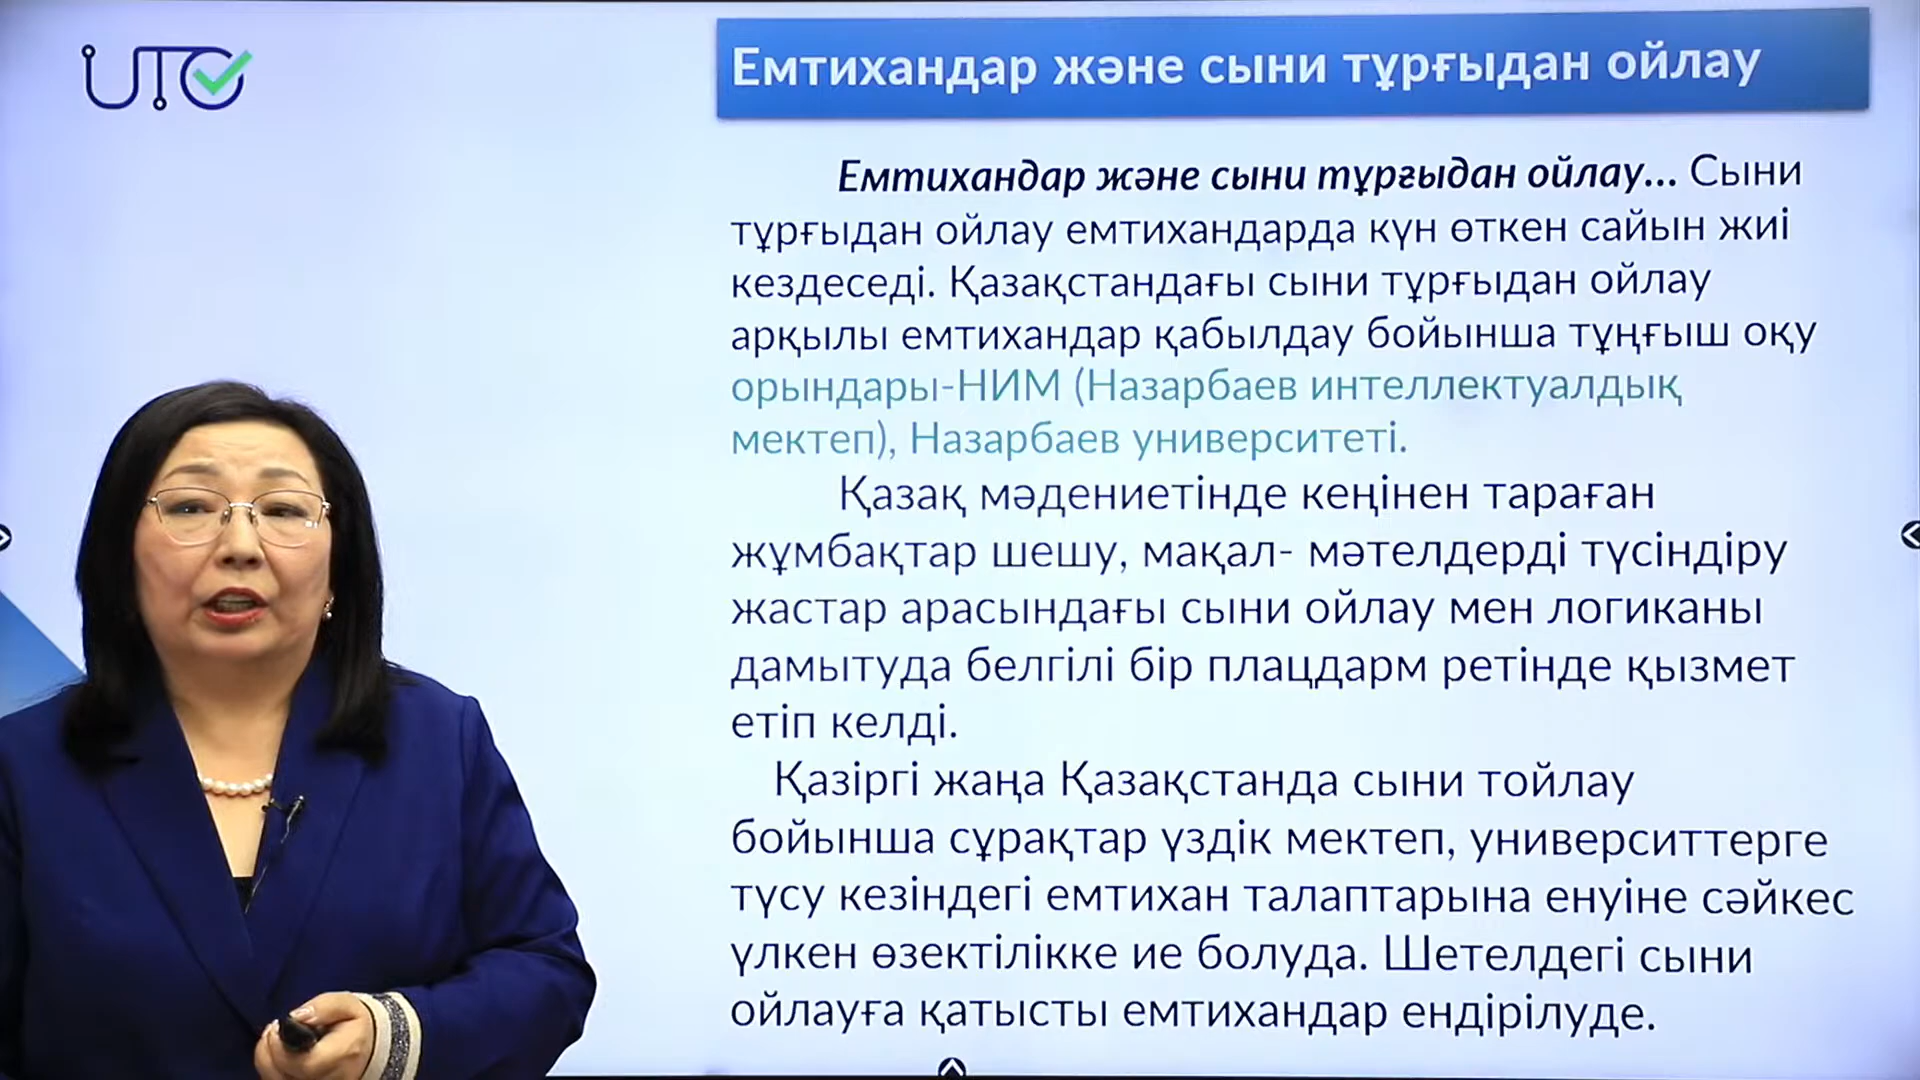 UTO
Емтихандар және сыни тұрғыдан ойлау
Емтихандар және сыни тұрғыдан ойлау... Сыни
тұрғыдан ойлау емтихандарда күн өткен сайын жиі
кездеседі. Қазақстандағы сыни тұрғыдан ойлау
арқылы емтихандар қабылдау бойынша тұңғыш оқу
орындары-НИМ (Назарбаев интеллектуалдық
мектеп), Назарбаев университеті.
Қазақ мәдениетінде кеңінен тараған
жұмбақтар шешу, мақал- мәтелдерді түсіндіру
жастар арасындағы сыни ойлау мен логиканы
дамытуда белгілі бір плацдарм ретінде қызмет
етіп келді.
Қазіргі жаңа Қазақстанда сыни тойлау
бойынша сұрақтар үздік мектеп, университтерге
түсу кезіндегі емтихан талаптарына енуіне сәйкес
үлкен өзектілікке ие болуда. Шетелдегі сыни
ойлауға қатысты емтихандар ендірілуде.